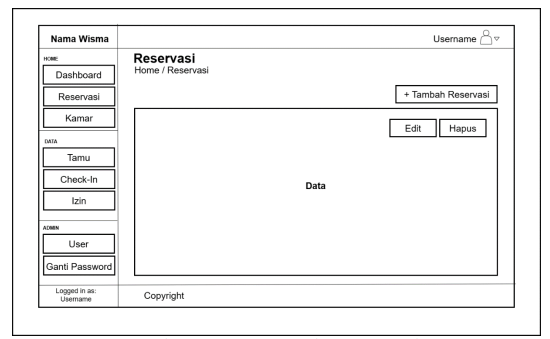 Nama Wisma
Username
HOME
Dashboard
Reservasi
Kamar
DATA
Tamu
Check-In
Izin
ADMIN
User
Ganti Password
Logged in as:
Username
Reservasi
Home / Reservasi
+ Tambah Reservasi
Edit
Hapus
Data
Copyright